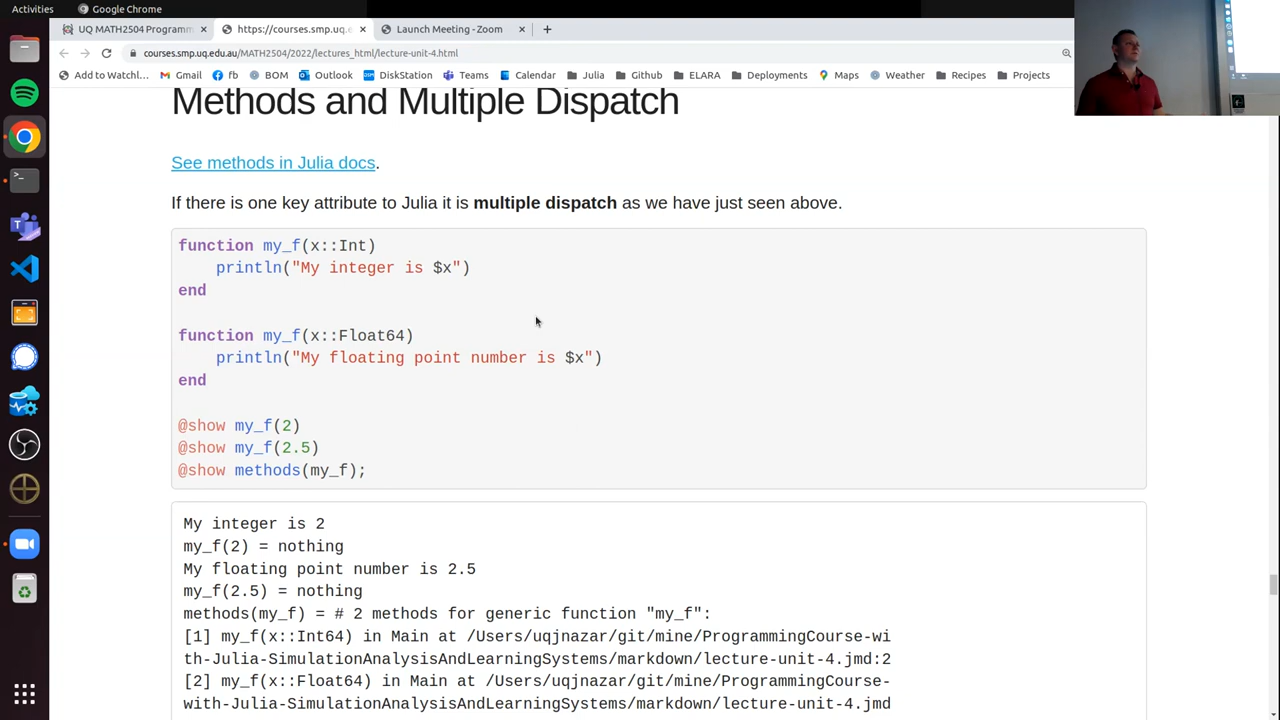 Activities
Google Chrome
UQ MATH2504 Programm
https://courses.smp.uq.e
Launch Meeting - Zoom
courses.smp.uq.edu.au/MATH2504/2022/lectures_html/lecture-unit-4.html
Add to Watchl... Gmail fb BOM Outlook DiskStation Teams Calendar Julia Github ELARA Deployments Maps Weather Recipes Projects
Methods and Multiple Dispatch
See methods in Julia docs.
If there is one key attribute to Julia it is multiple dispatch as we have just seen above.
function my_f(x::Int)
println("My integer is $x")
end
function my_f(x::Float64)
println("My floating point number is $x")
end
@show my_f(2)
@show my_f(2.5)
@show methods(my_f);
My integer is 2
my_f(2) = nothing
My floating point number is 2.5
my_f(2.5) = nothing
methods(my_f) = # 2 methods for generic function "my_f":
[1] my_f(x::Int64) in Main at /Users/uqjnazar/git/mine/ProgrammingCourse-wi
th-Julia-SimulationAnalysisAndLearningSystems/markdown/lecture-unit-4.jmd:2
[2] my_f(x::Float64) in Main at /Users/uqjnazar/git/mine/ProgrammingCourse-
with-Julia-SimulationAnalysisAndLearningSystems/markdown/lecture-unit-4.jmd